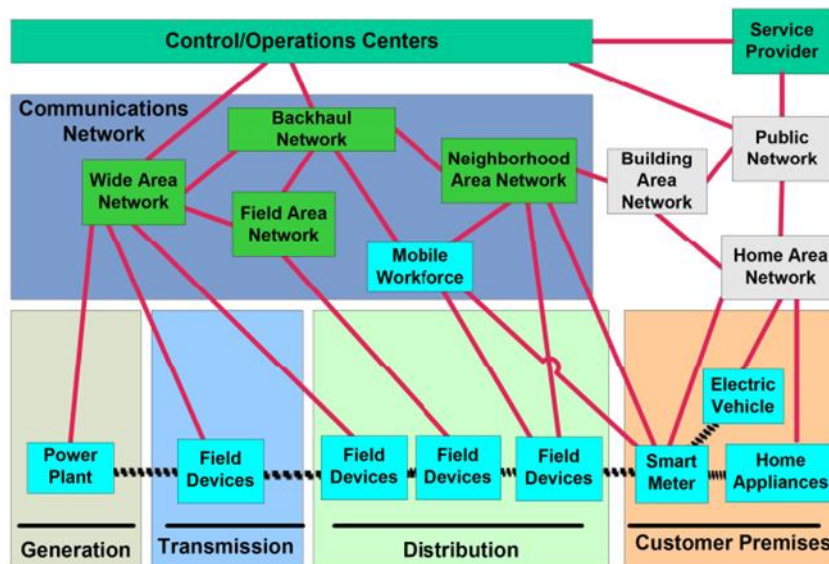 Control/Operations Centers
Service
Provider
Communications
Network
Backhaul
Network
Public
Network
Neighborhood
Area Network
Building
Area
Network
Wide Area
Network
Field Area
Network
Mobile
Workforce
Home Area
Network
Electric
Vehicle
Power
Plant
Field
Devices
Field
Devices
Field
Devices
Field
Devices
Smart
Meter
Home
Appliances
Generation
Transmission
Distribution
Customer Premises